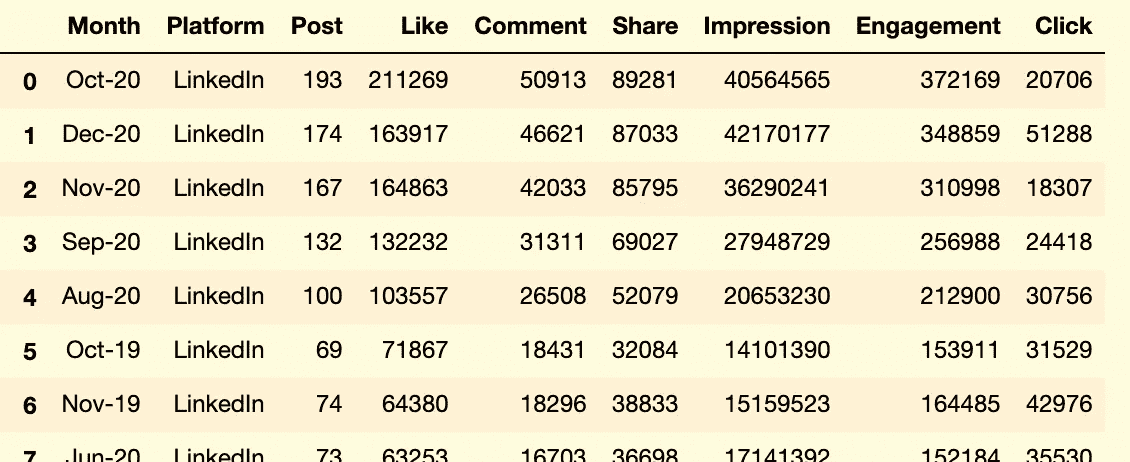 Month Platform Post Like Comment Share Impression Engagement Click
0 Oct-20 LinkedIn 193 211269 50913 89281 40564565 372169 20706
1 Dec-20 LinkedIn 174 163917 46621 87033 42170177 348859 51288
2 Nov-20 LinkedIn 167 164863 42033 85795 36290241 310998 18307
3 Sep-20 LinkedIn 132 132232 31311 69027 27948729 256988 24418
4 Aug-20 LinkedIn 100 103557 26508 52079 20653230 212900 30756
5 Oct-19 LinkedIn 69 71867 18431 32084 14101390 153911 31529
6 Nov-19 LinkedIn 74 64380 18296 38833 15159523 164485 42976
7 Jun-20 LinkedIn 73 63253 16703 36698 17141392 152184 35530